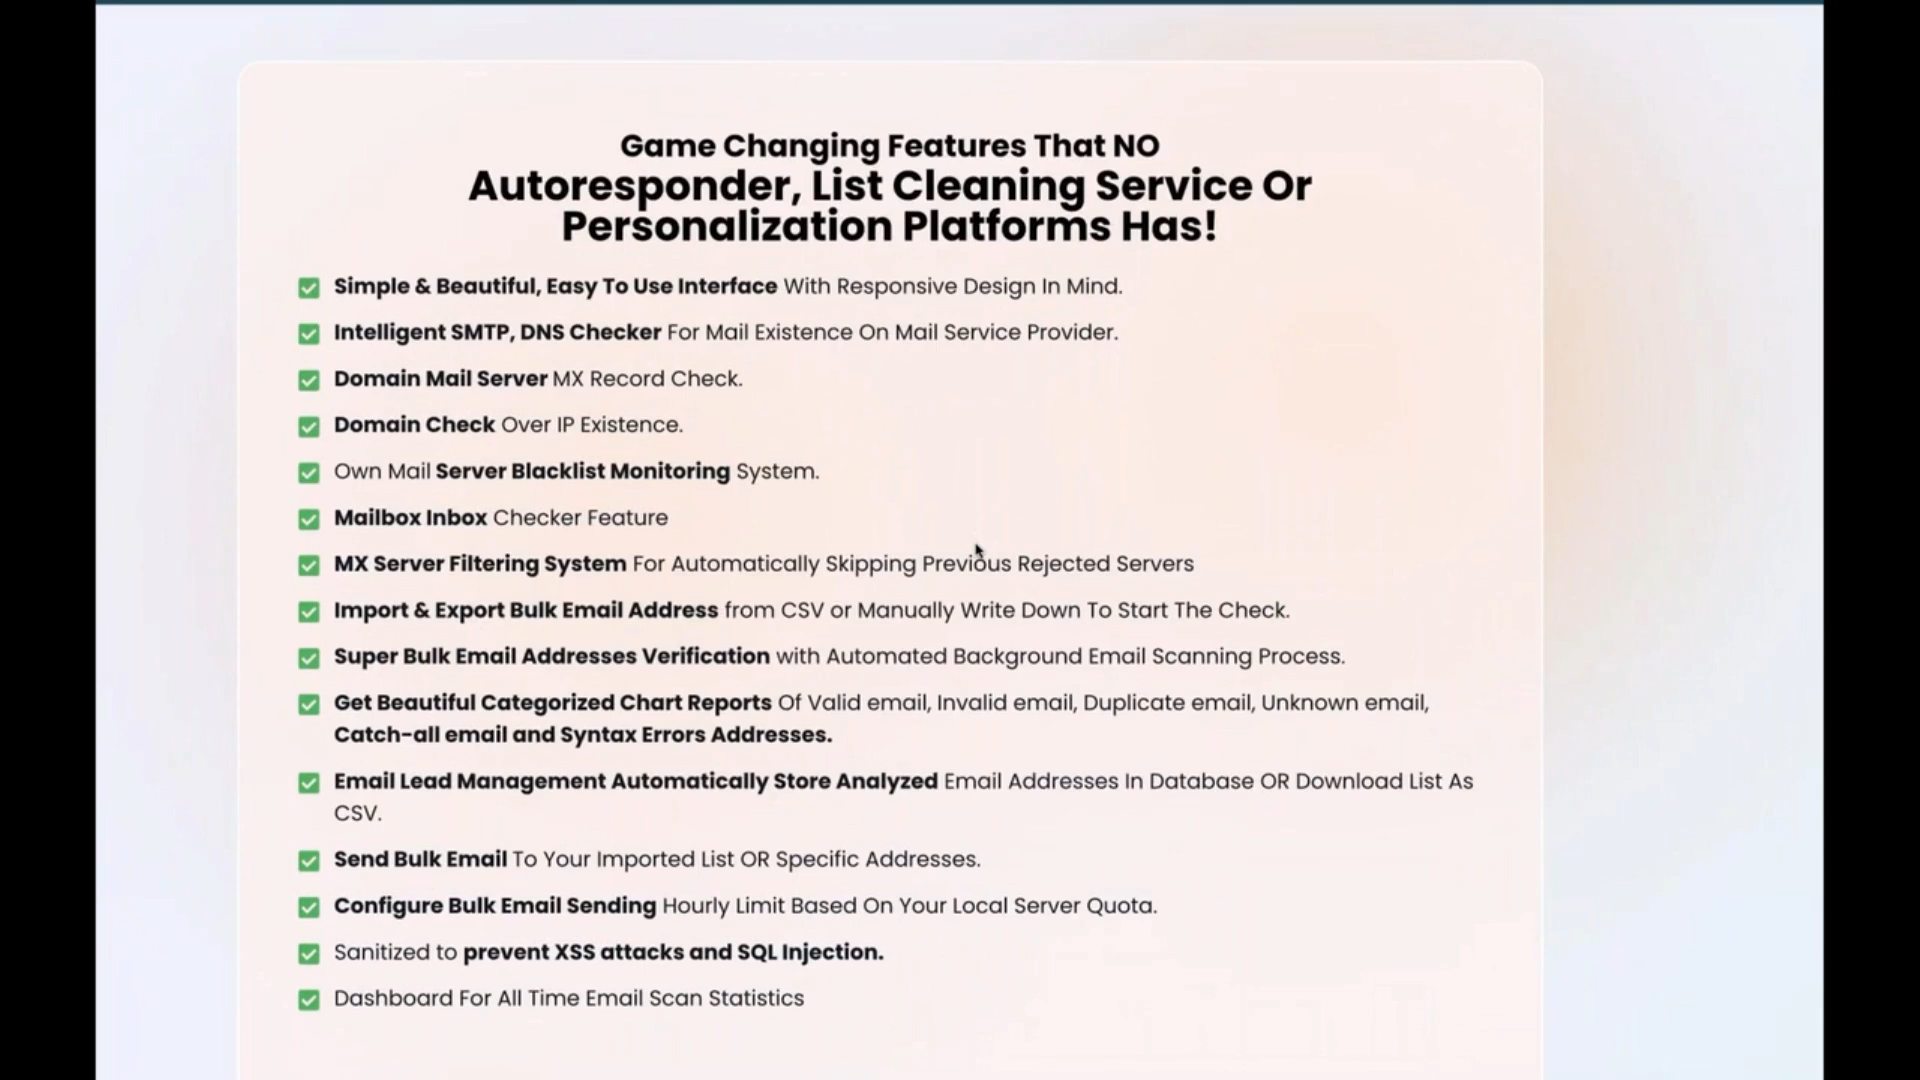 Game Changing Features That NO
Autoresponder, List Cleaning Service Or
Personalization Platforms Has!
Simple & Beautiful, Easy To Use Interface With Responsive Design In Mind.
Intelligent SMTP, DNS Checker For Mail Existence On Mail Service Provider.
Domain Mail Server MX Record Check.
Domain Check Over IP Existence.
Own Mail Server Blacklist Monitoring System.
Mailbox Inbox Checker Feature
MX Server Filtering System For Automatically Skipping Previous Rejected Servers
Import & Export Bulk Email Address from CSV or Manually Write Down To Start The Check.
Super Bulk Email Addresses Verification with Automated Background Email Scanning Process.
Get Beautiful Categorized Chart Reports Of Valid email, Invalid email, Duplicate email, Unknown email,
Catch-all email and Syntax Errors Addresses.
Email Lead Management Automatically Store Analyzed Email Addresses In Database OR Download List As
CSV.
Send Bulk Email To Your Imported List OR Specific Addresses.
Configure Bulk Email Sending Hourly Limit Based On Your Local Server Quota.
Sanitized to prevent XSS attacks and SQL Injection.
Dashboard For All Time Email Scan Statistics